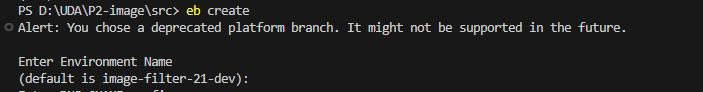 PS D:\UDA\P2-image\src> eb create
Alert: You chose a deprecated platform branch. It might not be supported in the future.
Enter Environment Name
(default is image-filter-21-dev):